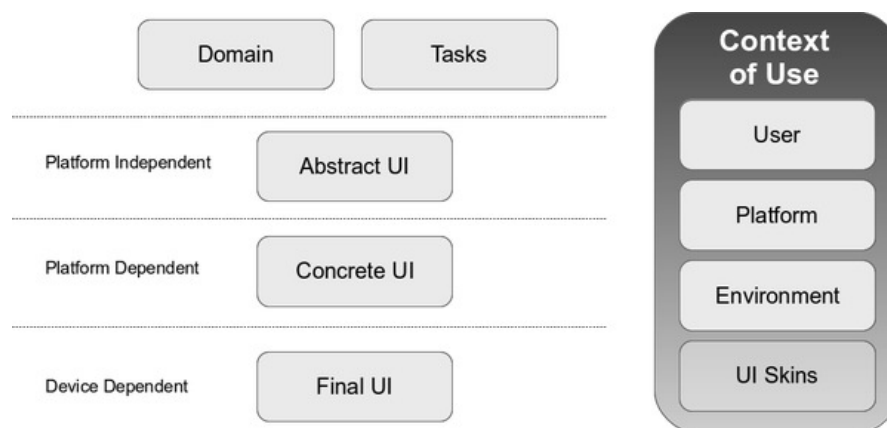 Domain
Tasks
Platform Independent
Abstract UI
Platform Dependent
Concrete UI
Device Dependent
Final UI
Context
of Use
User
Platform
Environment
UI Skins